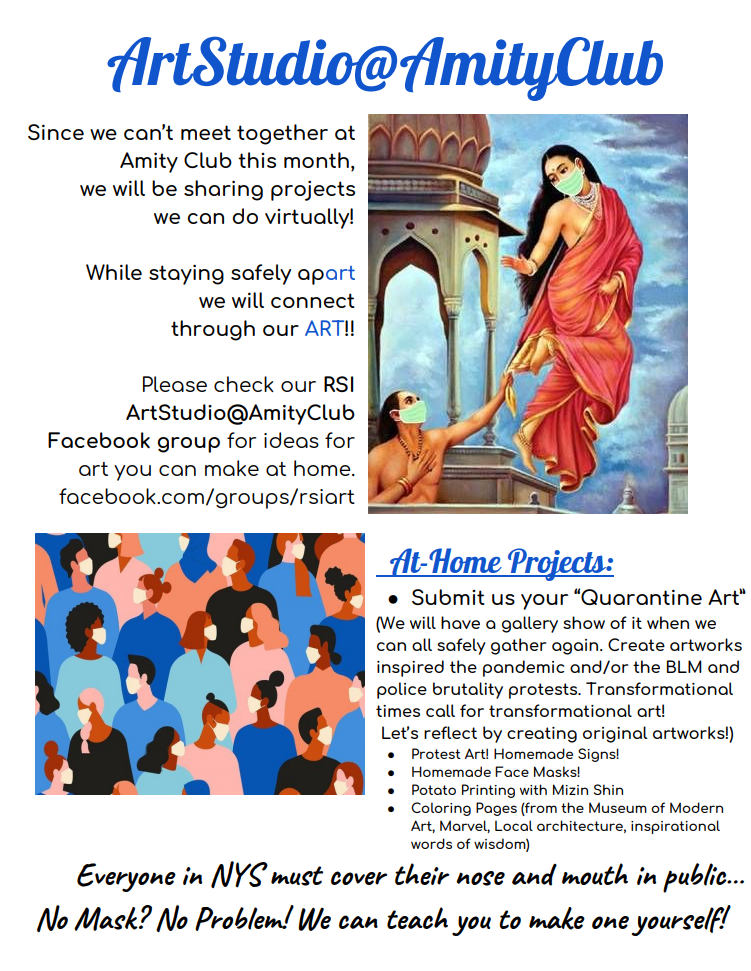 ArtStudio@AmityClub
Since we can't meet together at
Amity Club this month,
we will be sharing projects
we can do virtually!
While staying safely apart
we will connect
through our ART!!
Please check our RSI
ArtStudio@AmityClub
Facebook group for ideas for
art you can make at home.
facebook.com/groups/rsiart
At-Home Projects:
● Submit us your “Quarantine Art”
(We will have a gallery show of it when we
can all safely gather again. Create artworks
inspired the pandemic and/or the BLM and
police brutality protests. Transformational
times call for transformational art!
Let's reflect by creating original artworks!)
● Protest Art! Homemade Signs!
● Homemade Face Masks!
● Potato Printing with Mizin Shin
● Coloring Pages (from the Museum of Modern
Art, Marvel, Local architecture, inspirational
words of wisdom)
Everyone in NYS must cover their nose and mouth in public...
No Mask? No Problem! We can teach you to make one yourself!